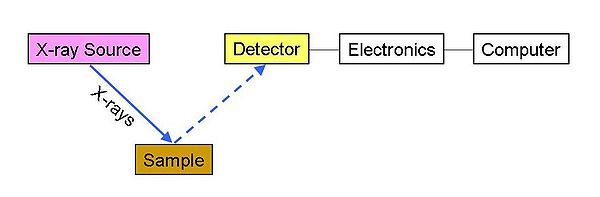 X-ray Source
Detector
Electronics
Computer
X-rays
Sample